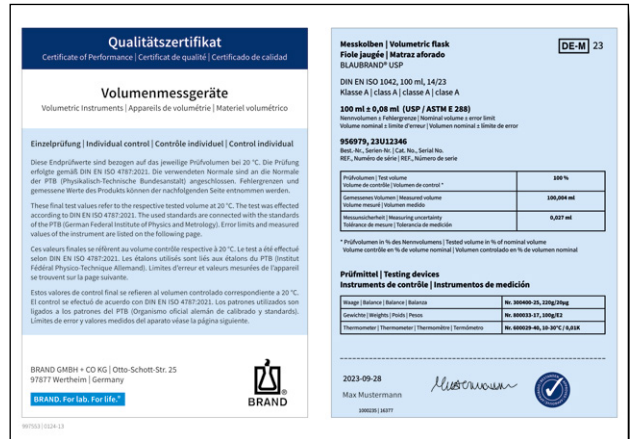 Qualitätszertifikat
Certificate of Performance | Certificat de qualité | Certificado de calidad
Volumenmessgeräte
Volumetric Instruments | Appareils de volumétrie | Materiel volumétrico
Einzelprüfung | Individual control | Contrôle individuel | Control individual
Diese Endprüfwerte sind bezogen auf das jeweilige Prüfvolumen bei 20 °C. Die Prüfung
erfolgte gemäß DIN EN ISO 4787:2021. Die verwendeten Normale sind an die Normale
der PTB (Physikalisch-Technische Bundesanstalt) angeschlossen. Fehlergrenzen und
gemessene Werte des Produkts können der nachfolgenden Seite entnommen werden.
These final test values refer to the respective tested volume at 20 °C. The test was effected
according to DIN EN ISO 4787:2021. The used standards are connected with the standards
of the PTB (German Federal Institute of Physics and Metrology). Error limits and measured
values of the instrument are listed on the following page.
Ces valeurs finales se réfèrent au volume contrôle respective à 20 °C. Le test a été effectué
selon DIN EN ISO 4787:2021. Les étalons utilisés sont liés aux étalons du PTB (Institut
Fédéral Physico-Technique Allemand). Limites d'erreur et valeurs mesurées de l'appareil
se trouvent sur la page suivante.
Estos valores de control final se refieren al volumen controlado correspondiente a 20 °C.
El control se efectuó de acuerdo con DIN EN ISO 4787:2021. Los patrones utilizados son
ligados a los patrones del PTB (Organismo oficial alemán de calibrado y standards).
Límites de error y valores medidos del aparato véase la página siguiente.
BRAND GMBH + CO KG | Otto-Schott-Str. 25
97877 Wertheim | Germany
BRAND. For lab. For life.®
BRAND
997553 | 0124-13
Messkolben | Volumetric flask
Fiole jaugée | Matraz aforado
BLAUBRAND® USP
DE-M 23
DIN EN ISO 1042, 100 ml, 14/23
Klasse A | class A | classe A | clase A
100 ml ± 0,08 ml (USP / ASTM E 288)
Nennvolumen ± Fehlergrenze | Nominal volume ± error limit
Volume nominal ± limite d'erreur | Volumen nominal ± límite de error
956979, 23U12346
Best.-Nr., Serien-Nr. | Cat. No., Serial No.
REF., Numéro de série | REF., Número de serie
Prüfvolumen | Test volume
Volume de contrôle | Volumen de control *
100 %
Gemessenes Volumen | Measured volume
Volume mesuré | Volumen medido
100,004 ml
Messunsicherheit | Measuring uncertainty
Tolérance de mesure | Tolerancia de medición
0,027 ml
* Prüfvolumen in % des Nennvolumens | Tested volume in % of nominal volume
Volume contrôle en % de volume nominal | Volumen controlado en % de volumen nominal
Prüfmittel | Testing devices
Instruments de contrôle | Instrumentos de medición
Waage | Balance | Balance | Balanza
Nr. 300400-25, 220g/20µg
Gewichte | Weights | Poids | Pesos
Nr. 800033-17, 100g/E2
Thermometer | Thermometer | Thermomètre | Termómetro
Nr. 600029-40, 10-30°C / 0,01K
2023-09-28
Mustermann
Max Mustermann
1000235 | 16377